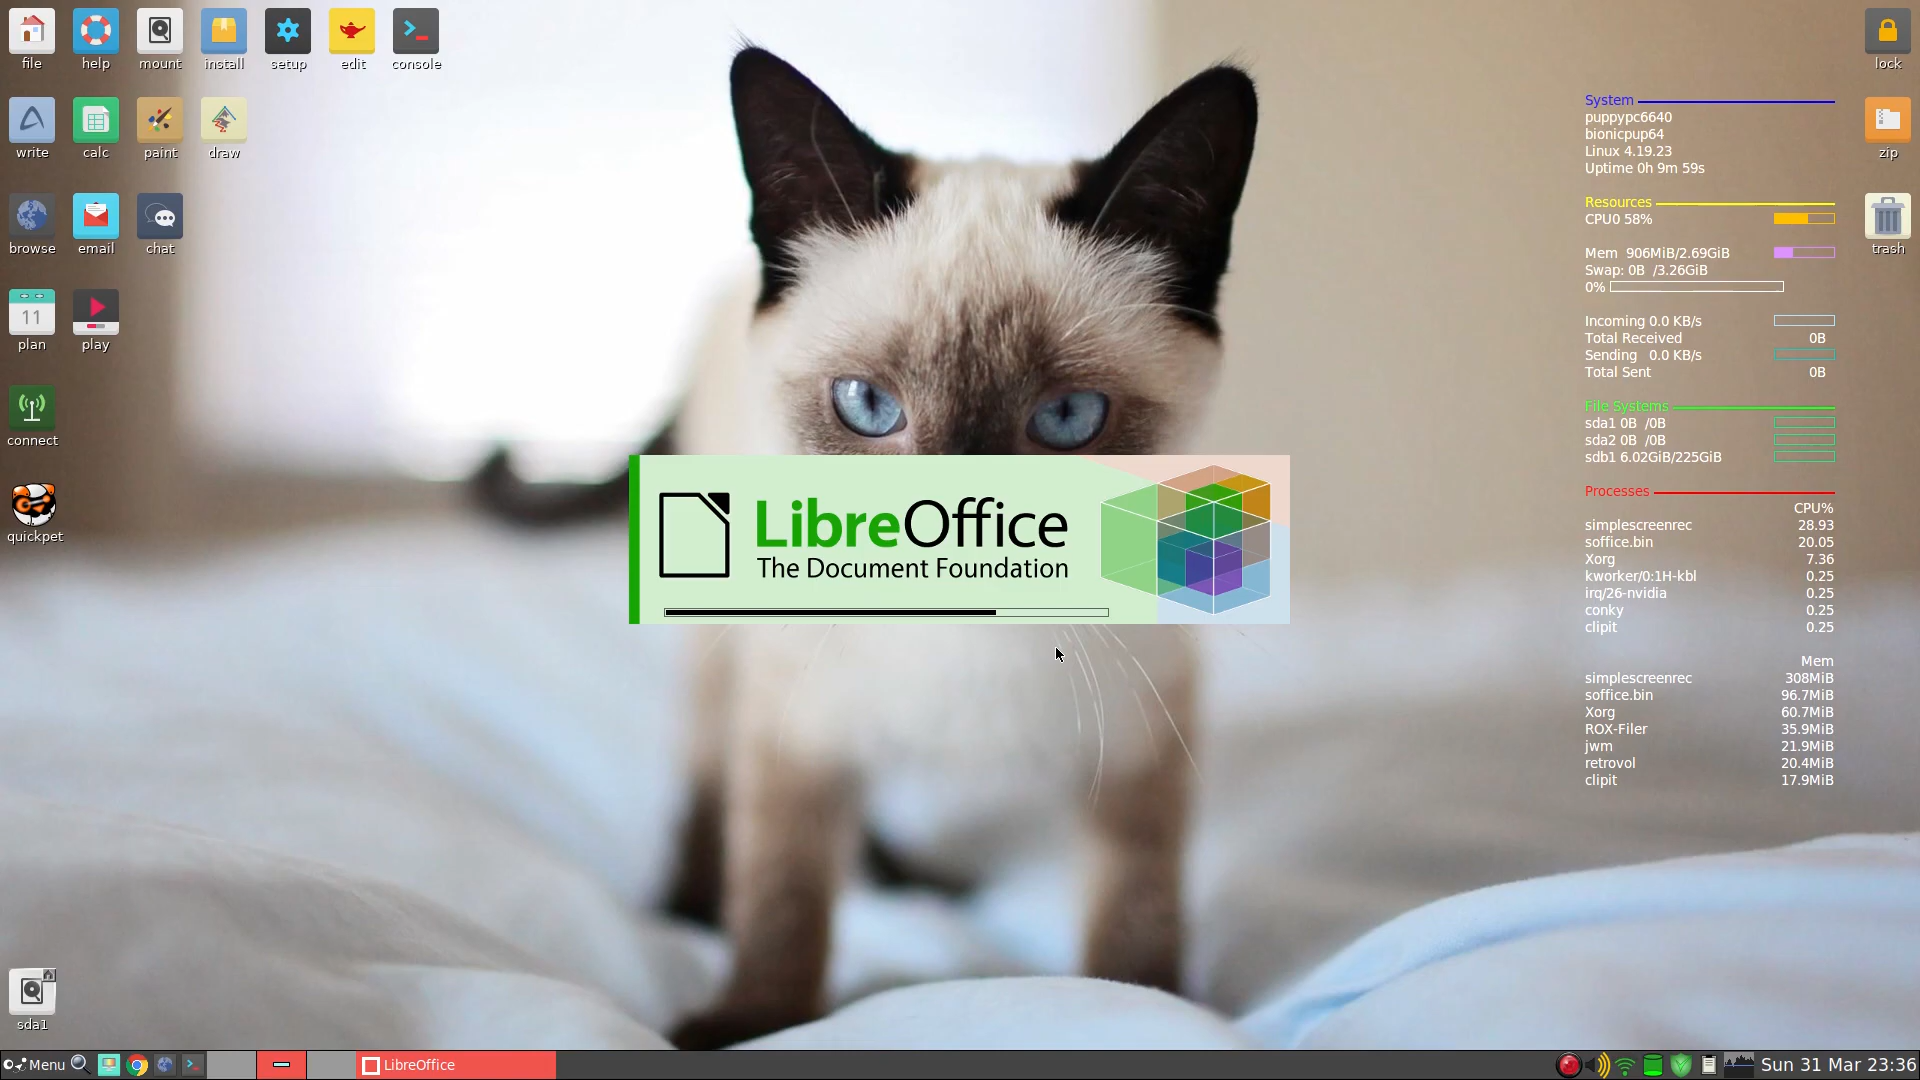 file help mount install setup edit console
lock
write calc paint draw
zip
browse email chat
trash
plan play
11
connect
quickpet
sda1
System
puppypc6640
bionicpup64
Linux 4.19.23
Uptime 0h 9m 59s
Resources
CPU0 58%
Mem 906MiB/2.69GiB
Swap: 0B /3.26GiB
0%
Incoming 0.0 KB/s
Total Received 0B
Sending 0.0 KB/s
Total Sent 0B
File Systems
sda1 0B /0B
sda2 0B /0B
sdb1 6.02GiB/225GiB
Processes
CPU%
simplescreenrec 28.93
soffice.bin 20.05
Xorg 7.36
kworker/0:1H-kbl 0.25
irq/26-nvidia 0.25
conky 0.25
clipit 0.25
Mem
simplescreenrec 308MiB
soffice.bin 96.7MiB
Xorg 60.7MiB
ROX-Filer 35.9MiB
jwm 21.9MiB
retrovol 20.4MiB
clipit 17.9MiB
LibreOffice
The Document Foundation
Menu
LibreOffice
Sun 31 Mar 23:36